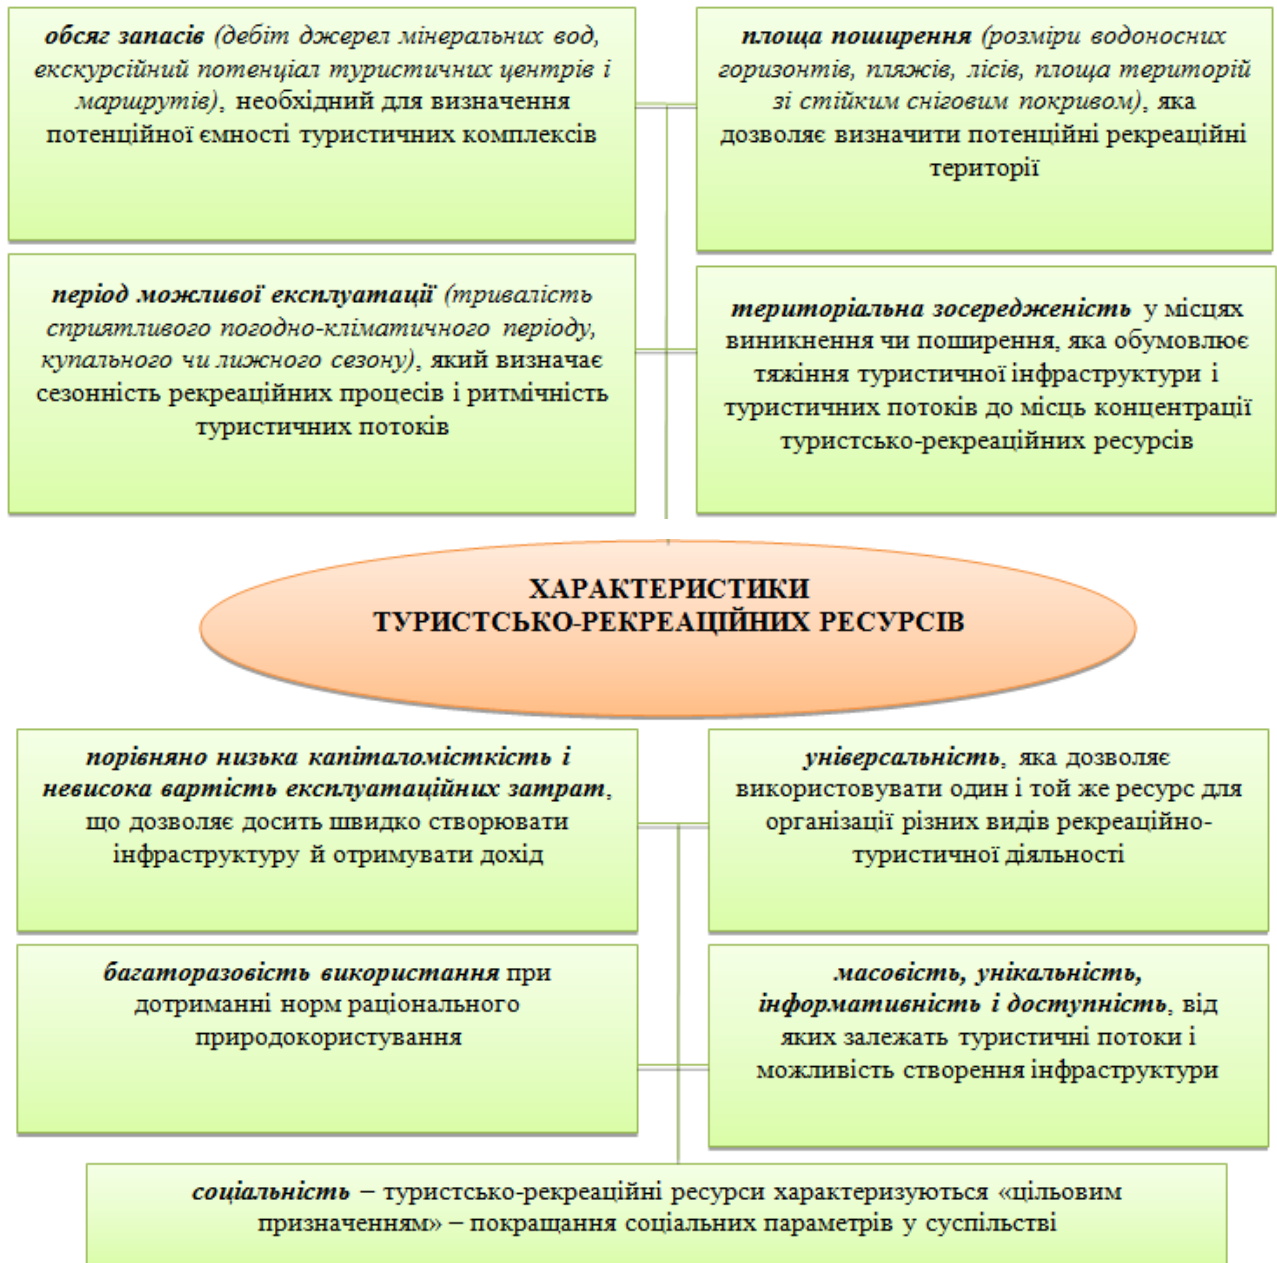 обсяг запасів (дебіт джерел мінеральних вод,
екскурсійний потенціал туристичних центрів і
маршрутів), необхідний для визначення
потенційної ємності туристичних комплексів
площа поширення (розміри водоносних
горизонтів, пляжів, лісів, площа територій
зі стійким сніговим покривом), яка
дозволяє визначити потенційні рекреаційні
території
період можливої експлуатації (тривалість
сприятливого погодно-кліматичного періоду,
купального чи лижного сезону), який визначає
сезонність рекреаційних процесів і ритмічність
туристичних потоків
територіальна зосередженість у місцях
виникнення чи поширення, яка обумовлює
тяжіння туристичної інфраструктури і
туристичних потоків до місць концентрації
туристсько-рекреаційних ресурсів
ХАРАКТЕРИСТИКИ
ТУРИСТСЬКО-РЕКРЕАЦІЙНИХ РЕСУРСІВ
порівняно низька капіталомісткість і
невисока вартість експлуатаційних затрат,
що дозволяє досить швидко створювати
інфраструктуру й отримувати дохід
універсальність, яка дозволяє
використовувати один і той же ресурс для
організації різних видів рекреаційно-
туристичної діяльності
багаторазовість використання при
дотриманні норм раціонального
природокористування
масовість, унікальність,
інформативність і доступність, від
яких залежать туристичні потоки і
можливість створення інфраструктури
соціальність – туристсько-рекреаційні ресурси характеризуються «цільовим
призначенням» – покращання соціальних параметрів у суспільстві